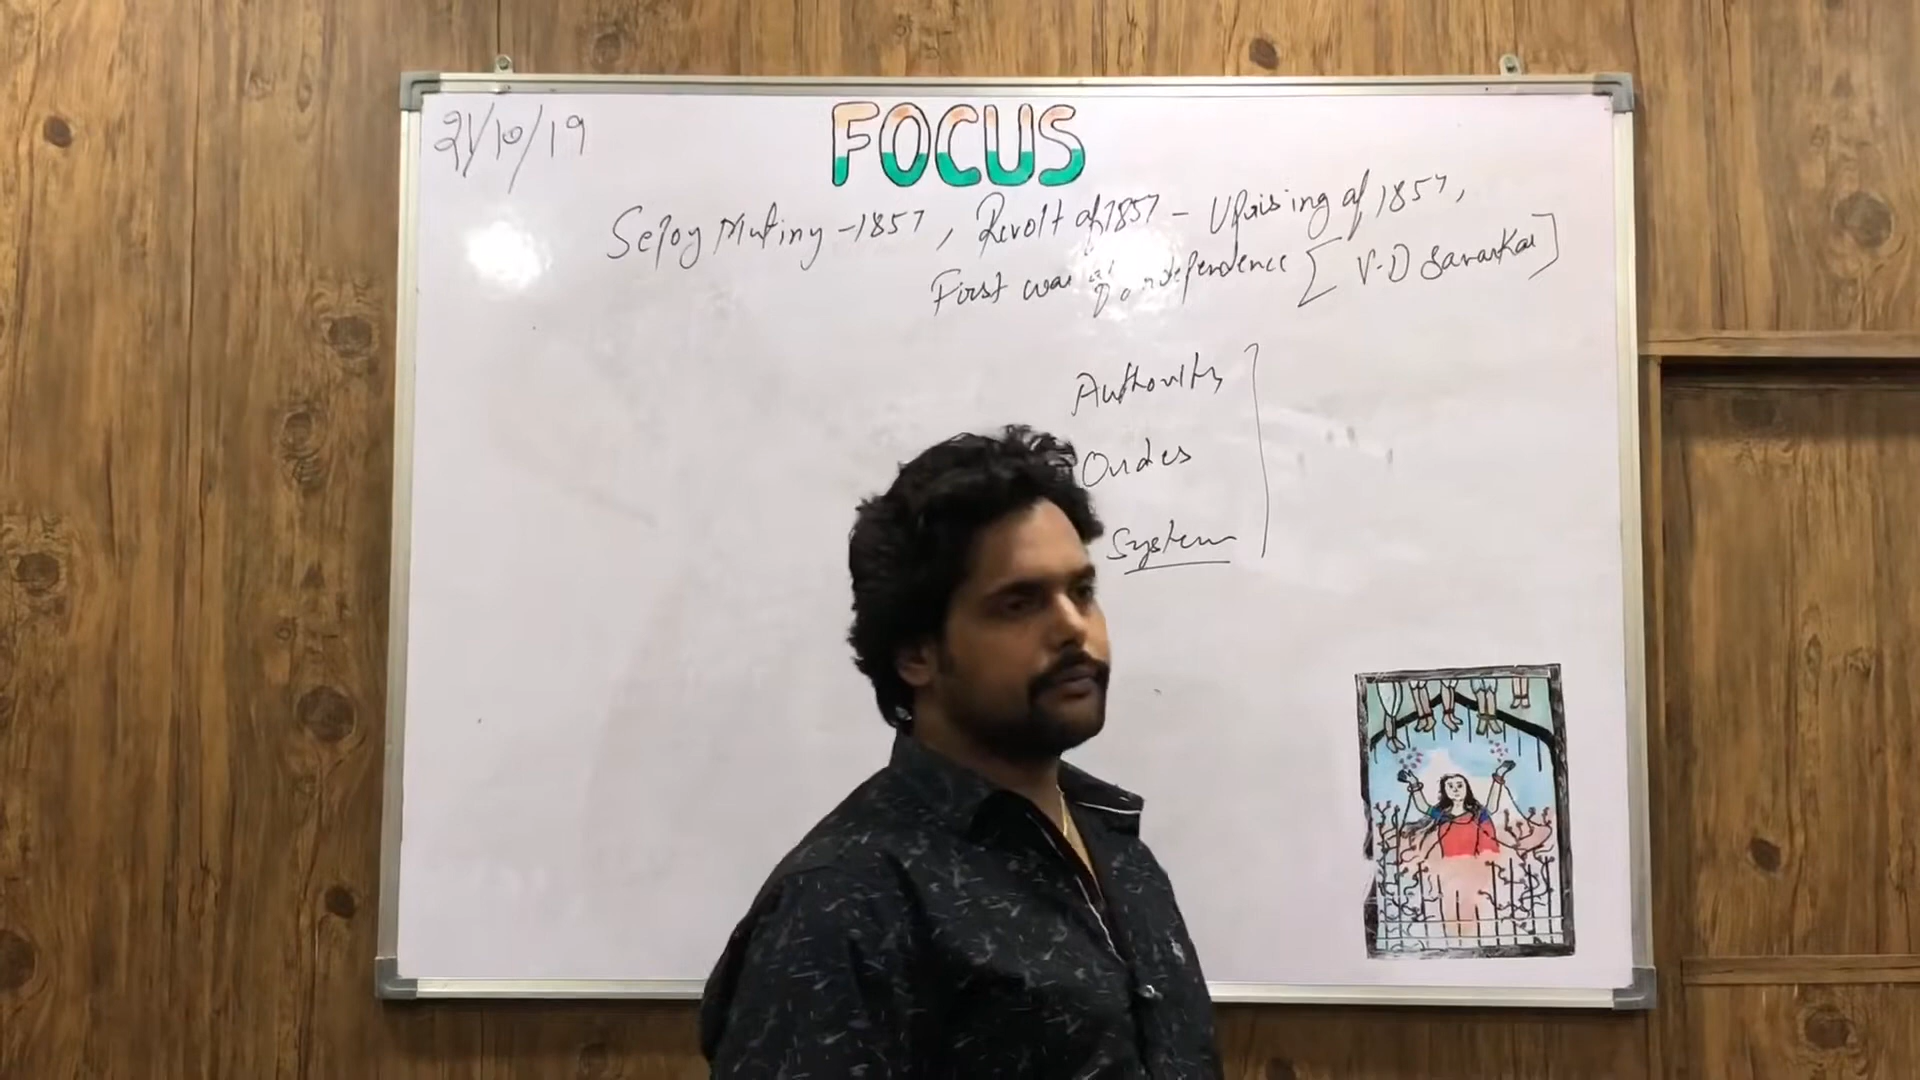 21/10/19
FOCUS
Sepoy Mutiny - 1857, Revolt of 1857 - Uprising of 1857,
First war of Independence [V.D Savarkar]
Authority
Order
System